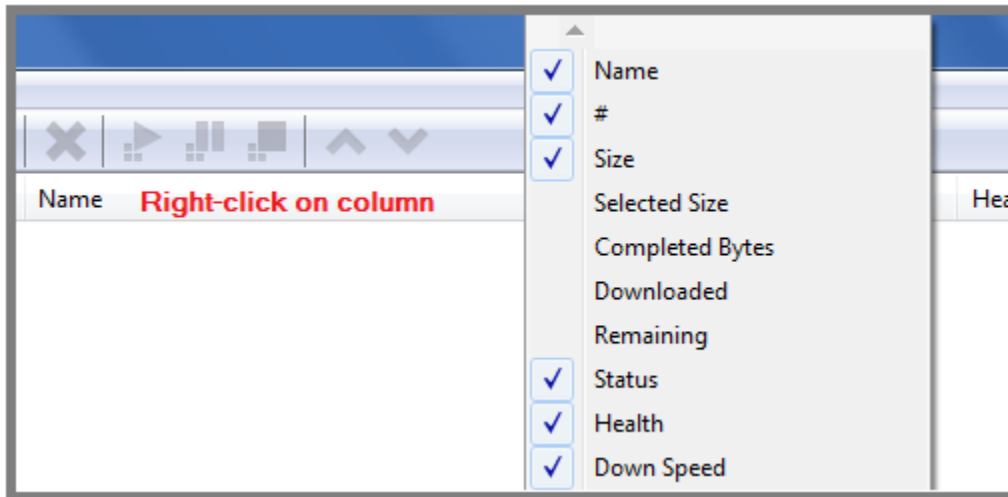 Name
#
Size
Name Right-click on column
Selected Size
Completed Bytes
Downloaded
Remaining
Status
Health
Down Speed